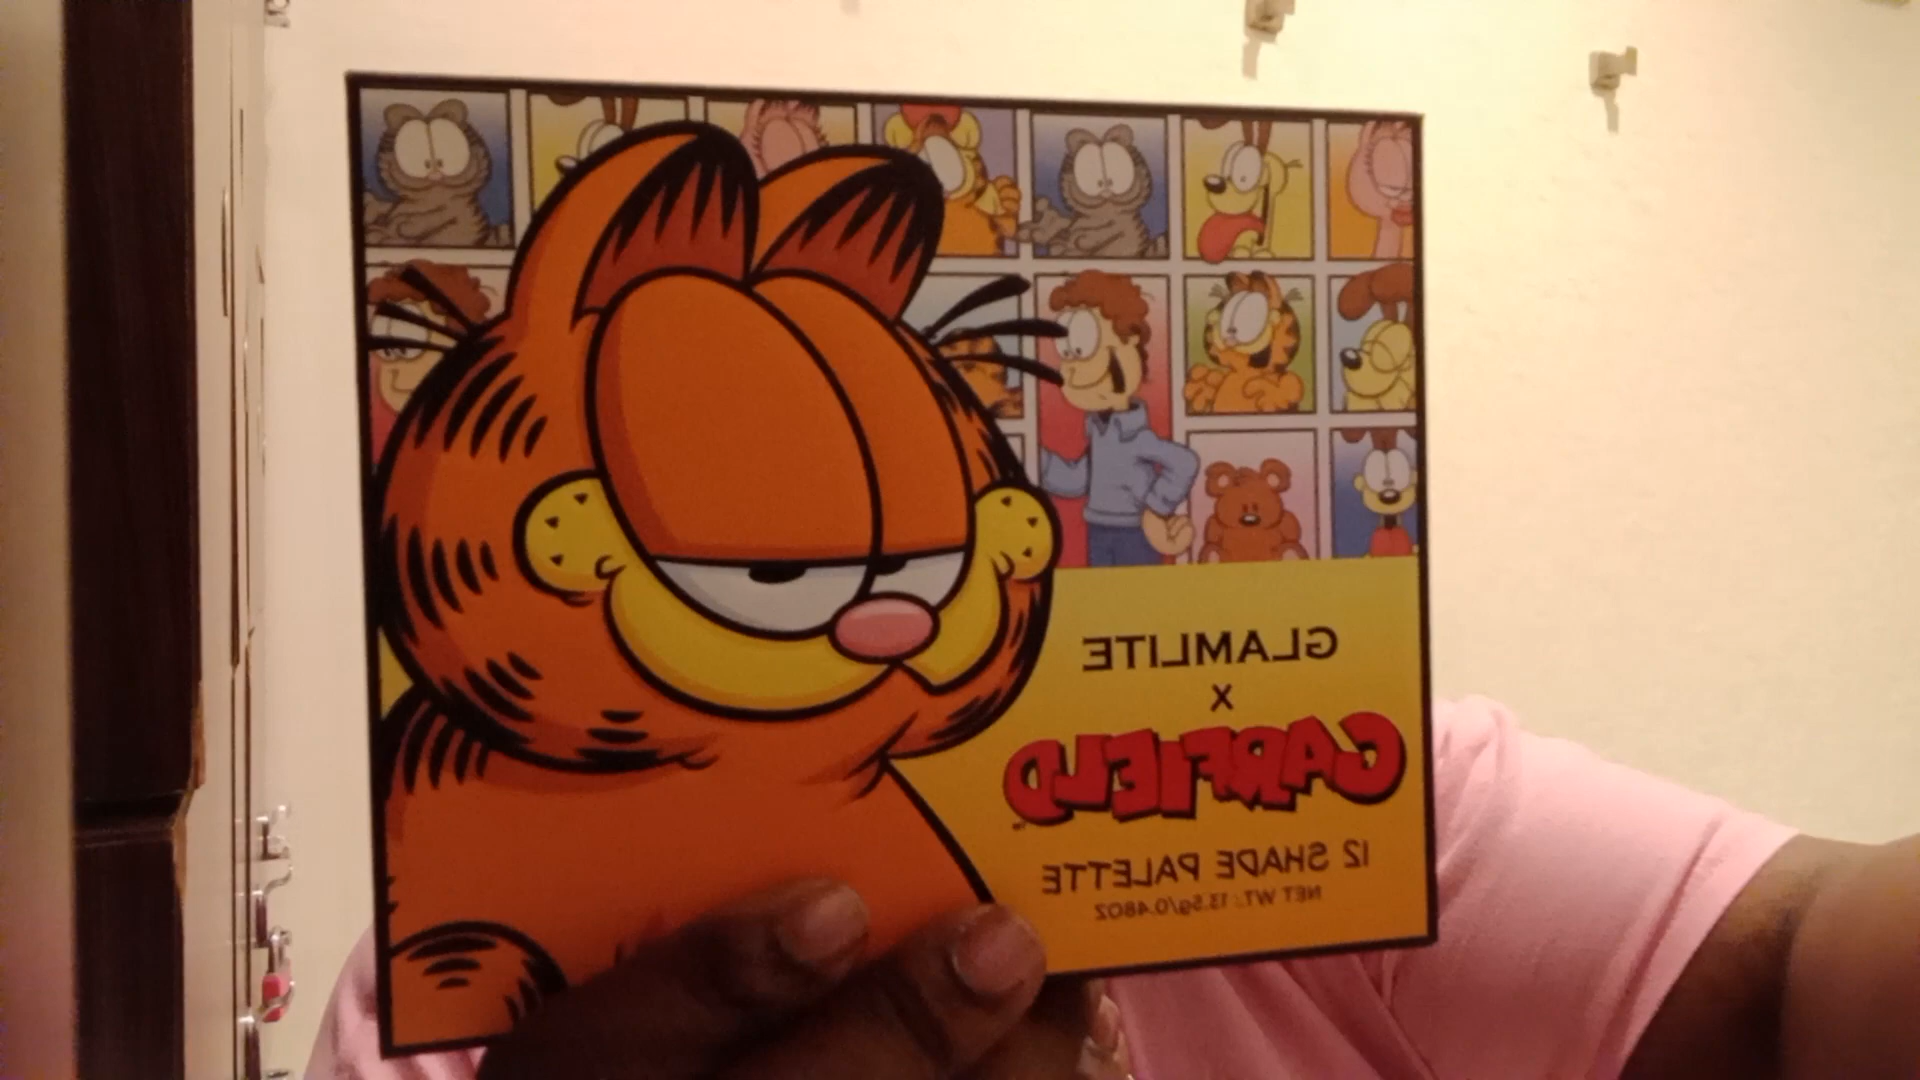 GLAMLITE
X
GARFIELD
12 SHADE PALETTE
NET WT.: 13.5g/0.48OZ